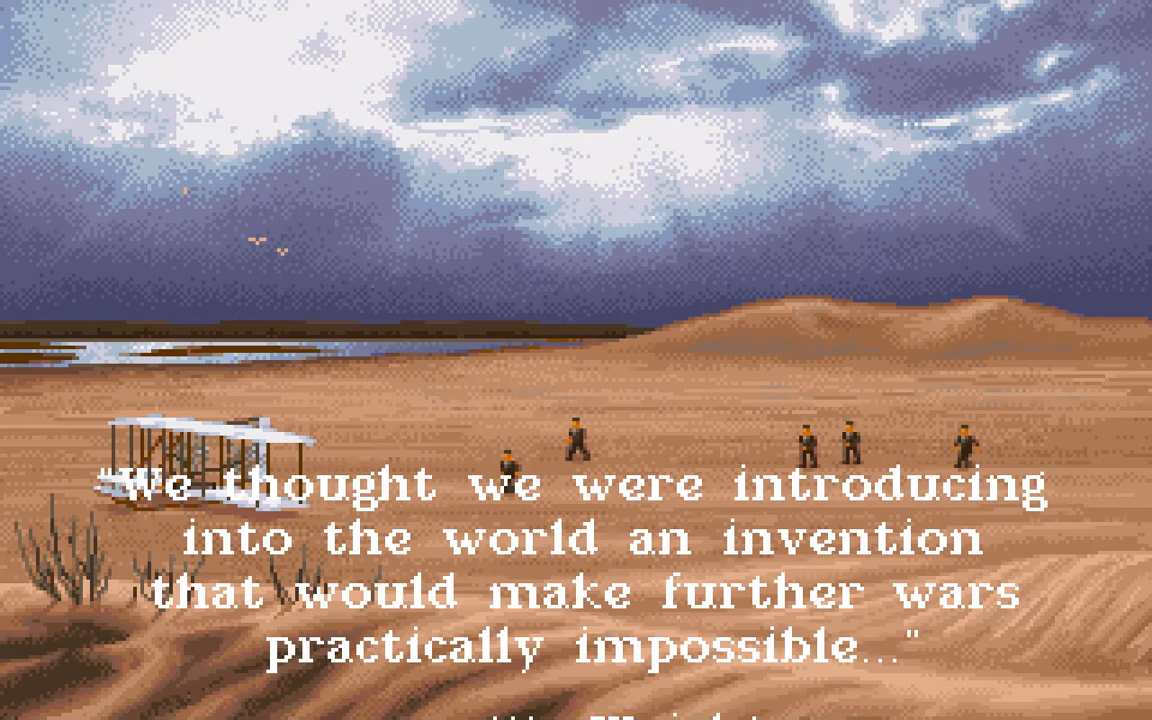 "We thought we were introducing
into the world an invention
that would make further wars
practically impossible..."